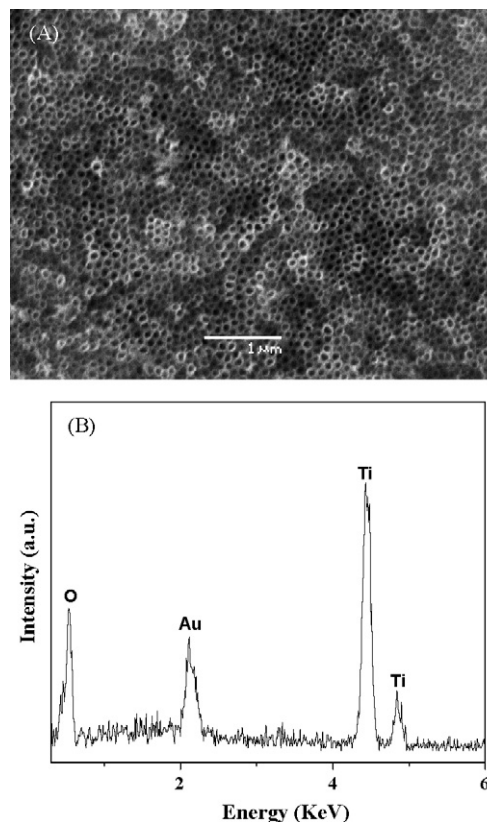 (A)
1 μm
(B)
Ti
O
Au
Ti
Intensity (a.u.)
2
4
6
Energy (KeV)